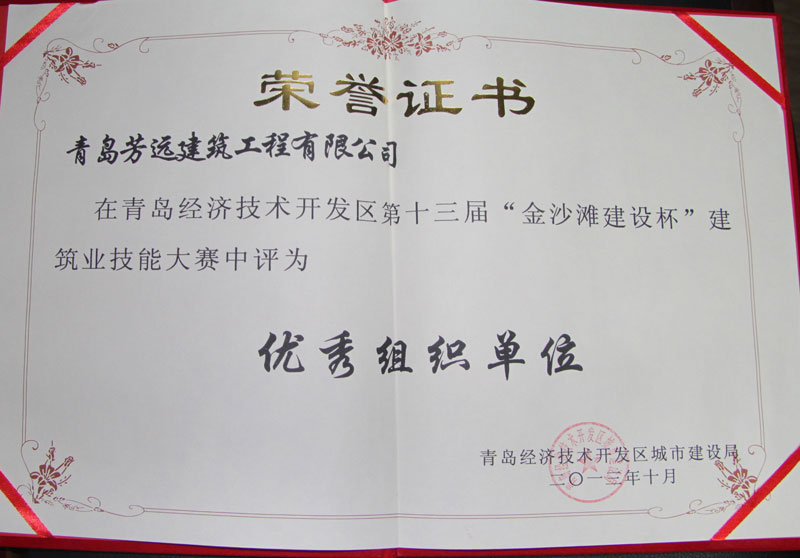 荣誉证书
青岛芳远建筑工程有限公司
在青岛经济技术开发区第十三届“金沙滩建设杯”建
筑业技能大赛中评为
优秀组织单位
青岛经济技术开发区城市建设局
二〇一三年十月